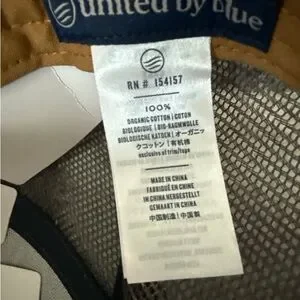 united by blue
RN # 154157
100%
ORGANIC COTTON | COTON
BIOLOGIQUE | BIO-BAUMWOLLE
BIOLOGISCHE KATOEN | オーガニッ
クコットン | 有机棉
exclusive of trim/tape
MADE IN CHINA
FABRIQUÉ EN CHINE
IN CHINA HERGESTELLT
GEMAAKT IN CHINA
中国制造 | 中国製